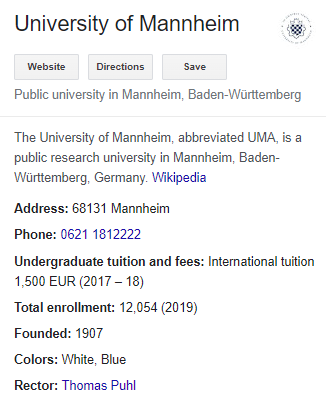 University of Mannheim
Website
Directions
Save
Public university in Mannheim, Baden-Württemberg
The University of Mannheim, abbreviated UMA, is a
public research university in Mannheim, Baden-
Württemberg, Germany. Wikipedia
Address: 68131 Mannheim
Phone: 0621 1812222
Undergraduate tuition and fees: International tuition
1,500 EUR (2017 – 18)
Total enrollment: 12,054 (2019)
Founded: 1907
Colors: White, Blue
Rector: Thomas Puhl